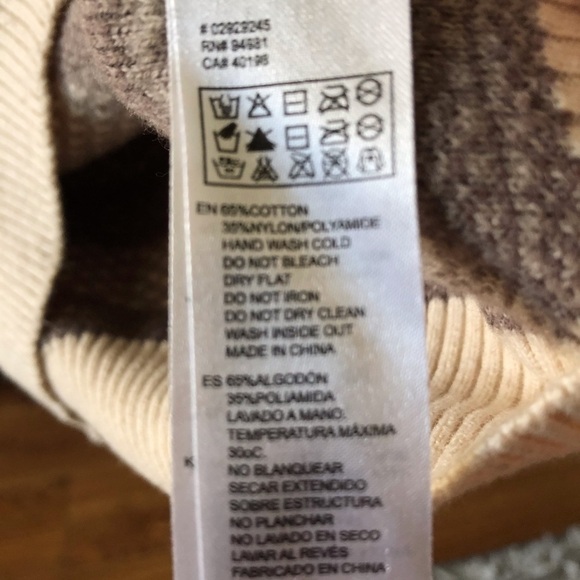 # 02929245
RN# 94981
CA# 40198
EN 65%COTTON
35%NYLON/POLYAMIDE
HAND WASH COLD
DO NOT BLEACH
DRY FLAT
DO NOT IRON
DO NOT DRY CLEAN
WASH INSIDE OUT
MADE IN CHINA.
ES 65%ALGODÓN
35%POLIAMIDA
LAVADO A MANO.
TEMPERATURA MÁXIMA
30oC.
K
NO BLANQUEAR
SECAR EXTENDIDO
SOBRE ESTRUCTURA
NO PLANCHAR
NO LAVADO EN SECO
LAVAR AL REVÉS
FABRICADO EN CHINA